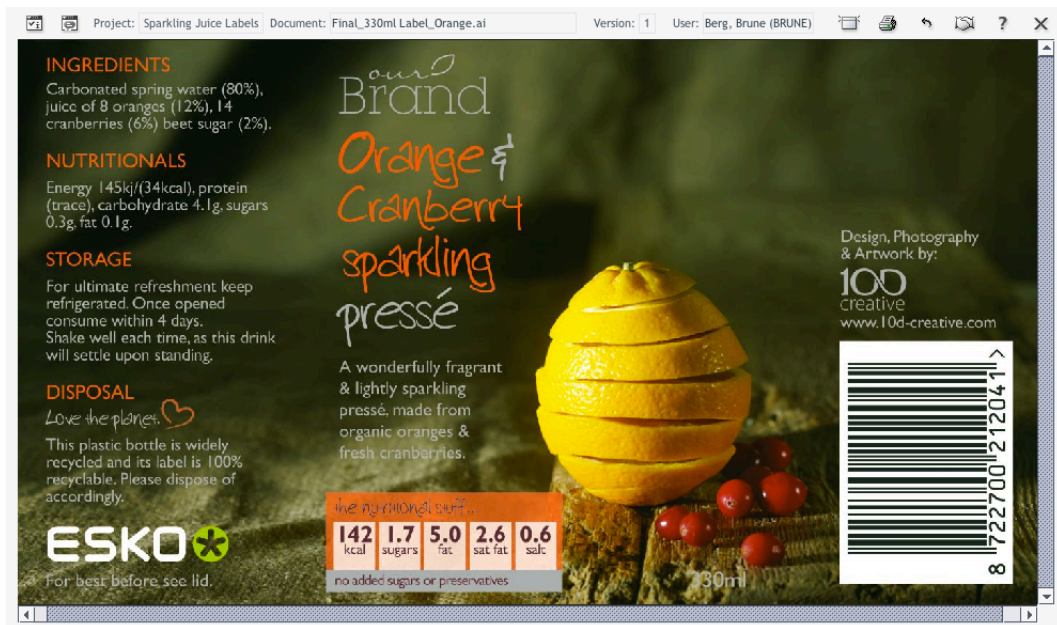 Project: Sparkling Juice Labels Document: Final_330ml Label_Orange.ai Version: 1 User: Berg, Brune (BRUNE) ?
INGREDIENTS
Carbonated spring water (80%),
juice of 8 oranges (12%), 14
cranberries (6%) beet sugar (2%).
NUTRITIONALS
Energy 145kj/(34kcal), protein
(trace), carbohydrate 4.1g, sugars
0.3g, fat 0.1g.
STORAGE
For ultimate refreshment keep
refrigerated. Once opened
consume within 4 days.
Shake well each time, as this drink
will settle upon standing.
DISPOSAL
Love the planet.
This plastic bottle is widely
recycled and its label is 100%
recyclable. Please dispose of
accordingly.
ESKO
For best before see lid.
our
Brand
Orange &
Cranberry
sparkling
pressé
A wonderfully fragrant
& lightly sparkling
pressé, made from
organic oranges &
fresh cranberries.
the nutritional stuff...
142 1.7 5.0 2.6 0.6
kcal sugars fat sat fat salt
no added sugars or preservatives
330ml
Design, Photography
& Artwork by:
10D
creative
www.10d-creative.com
8 722700 212041 >